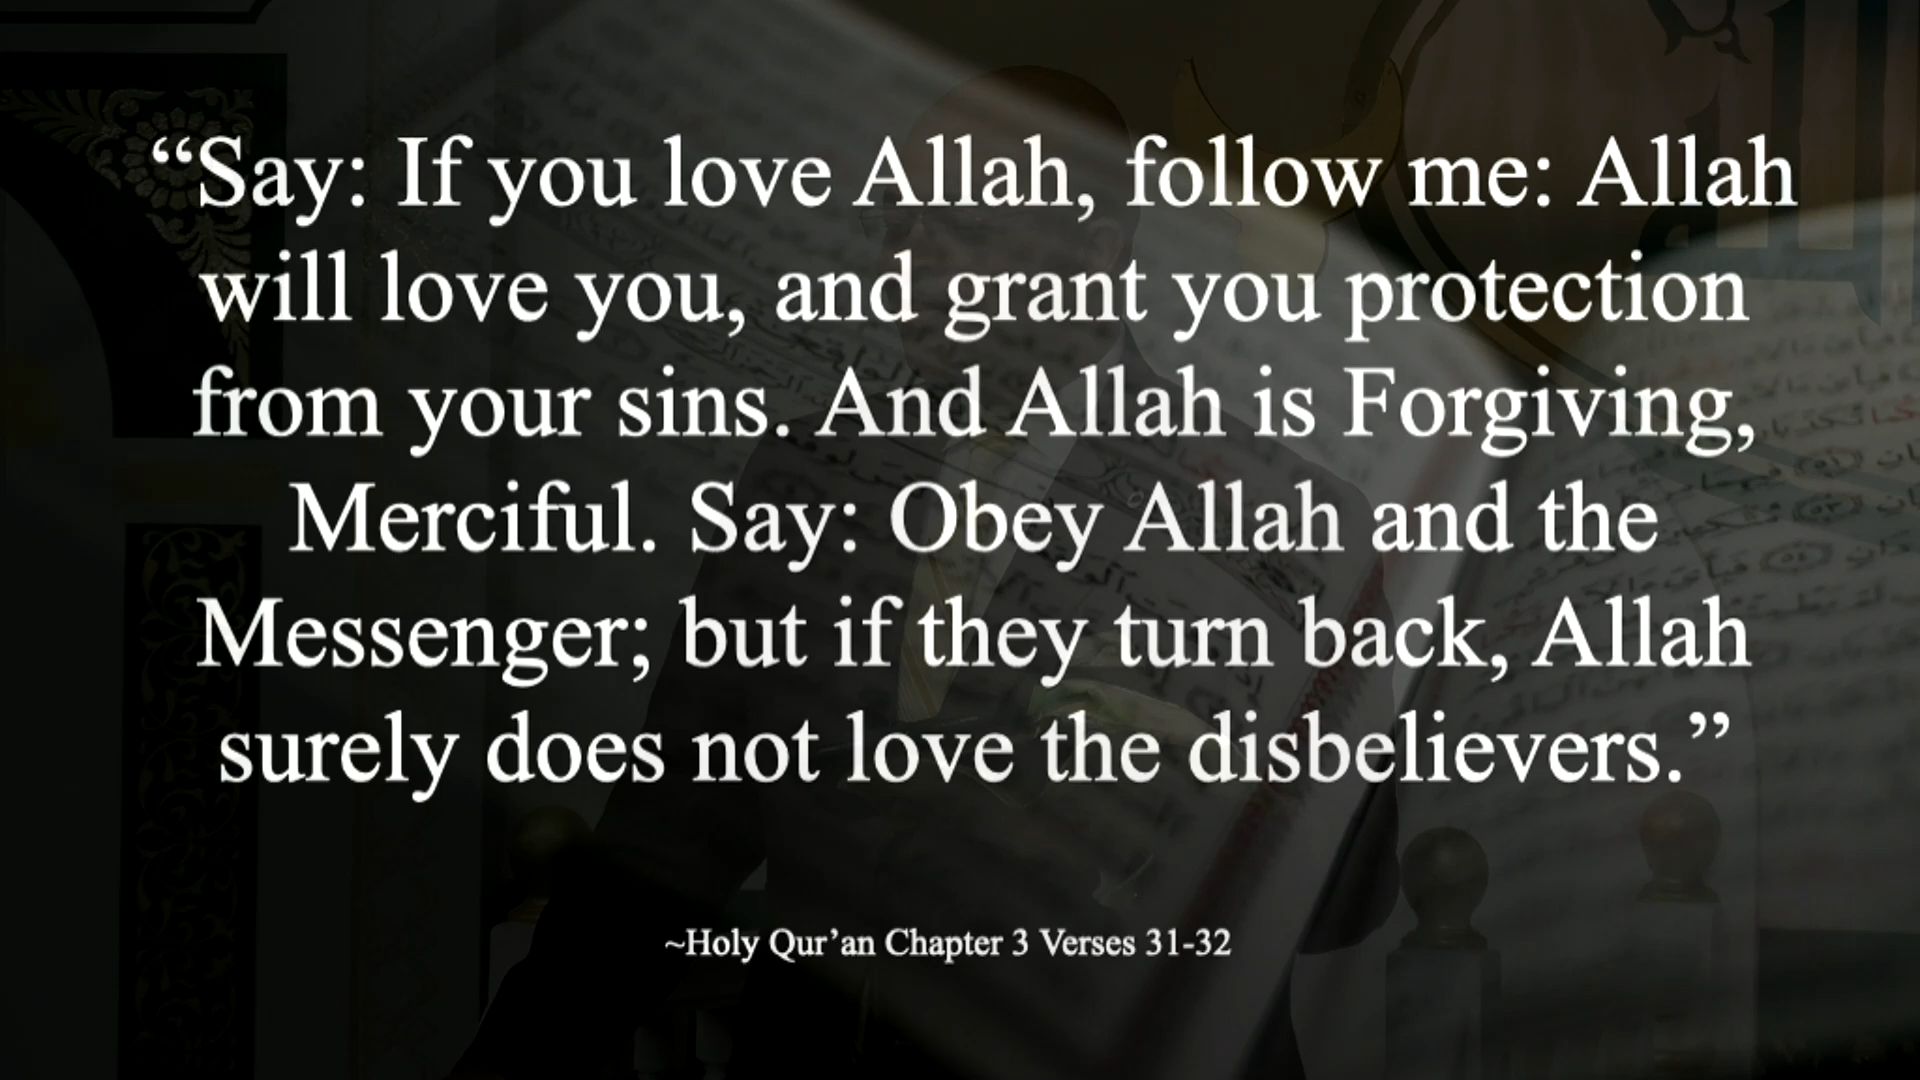 “Say: If you love Allah, follow me: Allah
will love you, and grant you protection
from your sins. And Allah is Forgiving,
Merciful. Say: Obey Allah and the
Messenger; but if they turn back, Allah
surely does not love the disbelievers.”
~Holy Qur’an Chapter 3 Verses 31-32